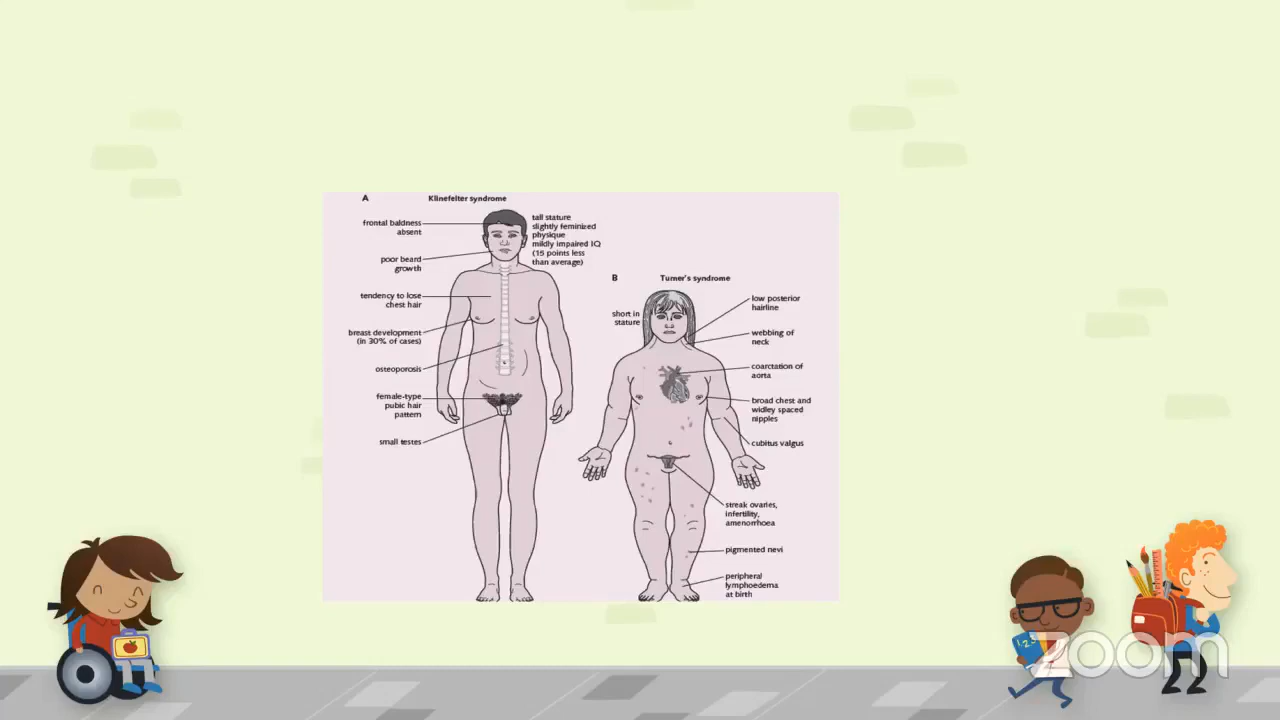 A
Klinefelter syndrome
frontal baldness
absent
poor beard
growth
tendency to lose
chest hair
breast development
(in 30% of cases)
osteoporosis
female-type
pubic hair
pattern
small testes
tall stature
slightly feminized
physique
mildly impaired IQ
(15 points less
than average)
B
Turner's syndrome
short in
stature
low posterior
hairline
webbing of
neck
coarctation of
aorta
broad chest and
widley spaced
nipples
cubitus valgus
streak ovaries,
infertility,
amenorrhoea
pigmented nevi
peripheral
lymphoedema
at birth
1-2-3
zoom